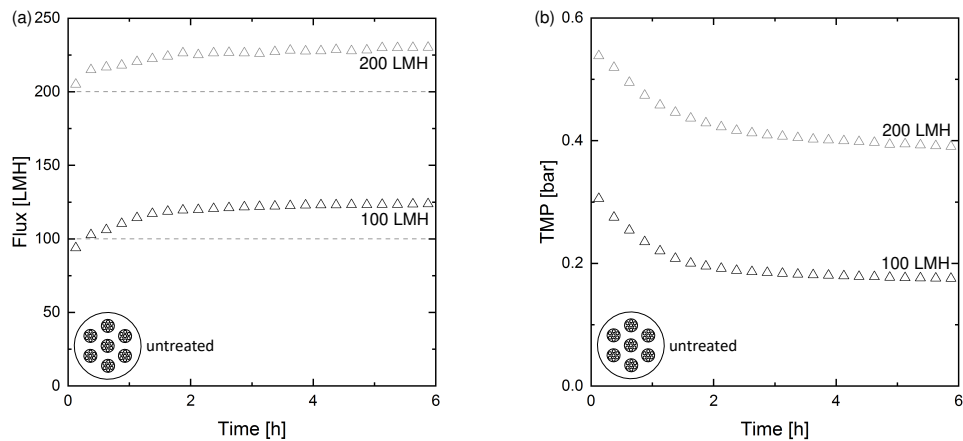 (a)
250
200
150
100
50
0
Flux [LMH]
200 LMH
100 LMH
untreated
0 2 4 6
Time [h]
(b)
0.6
0.4
0.2
0.0
TMP [bar]
200 LMH
100 LMH
untreated
0 2 4 6
Time [h]